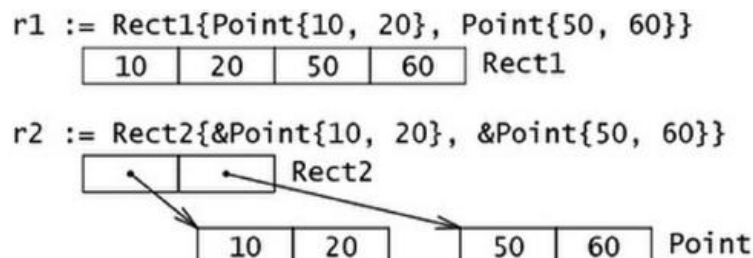 r1 := Rect1{Point{10, 20}, Point{50, 60}}
10 20 50 60 Rect1
r2 := Rect2{&Point{10, 20}, &Point{50, 60}}
Rect2
10 20 50 60 Point